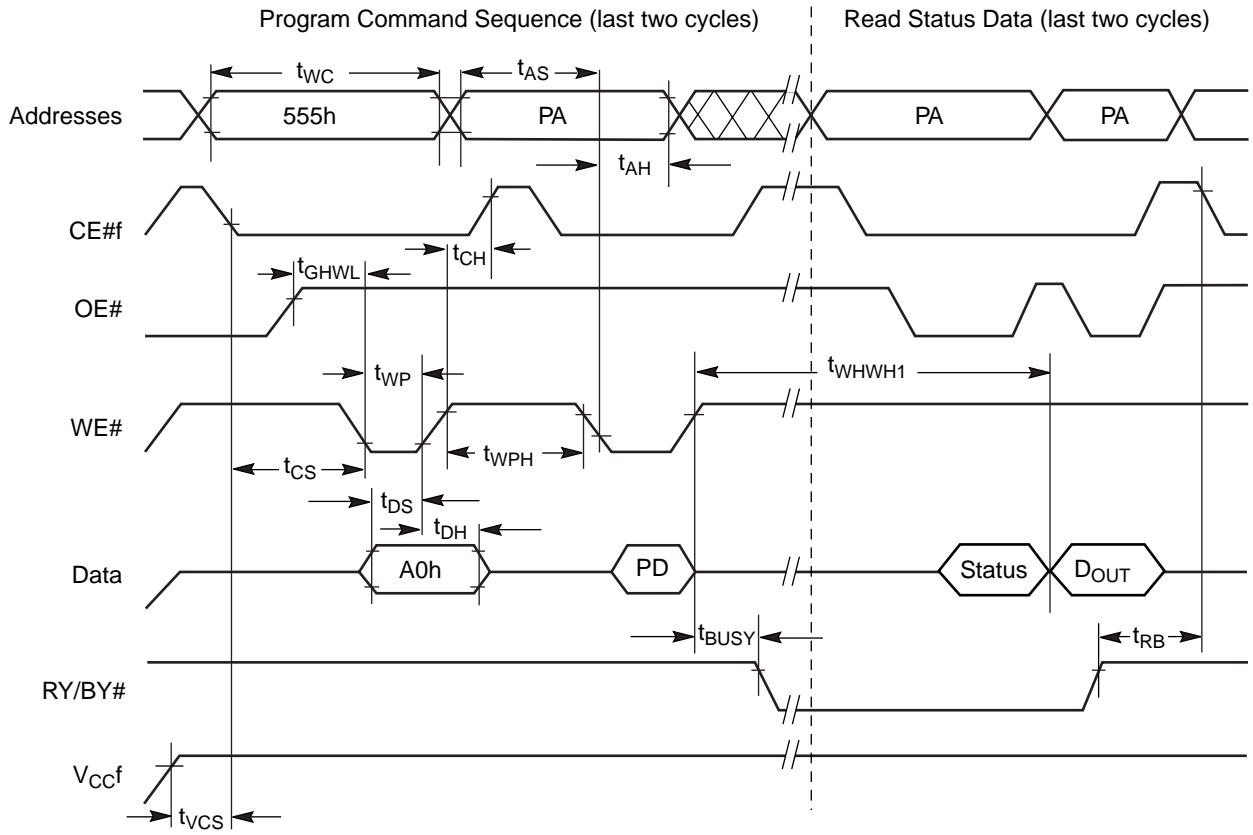 Program Command Sequence (last two cycles)
Read Status Data (last two cycles)
tWC
tAS
Addresses
555h
PA
PA
PA
tAH
CE#f
tCH
tGHWL
OE#
tWP
tWHWH1
WE#
tCS
tWPH
tDS
tDH
Data
A0h
PD
Status
DOUT
tBUSY
tRB
RY/BY#
VCCf
tVCS